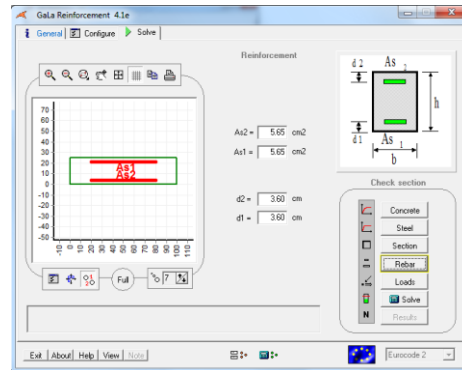 GaLa Reinforcement 4.1e
General Configure Solve
Reinforcement
As2 = 5.65 cm2
As1 = 5.65 cm2
d2 = 3.60 cm
d1 = 3.60 cm
70
60
50
40
30
20
10
0
-10
-20
-30
-40
-50
As1
As2
-10 0 10 20 30 40 50 60 70 80 90 100 110
Full
7
d 2 As 2
h
d 1 As 1
b
Check section
Concrete
Steel
Section
Rebar
Loads
Solve
N Results
Exit About Help View Note
Eurocode 2